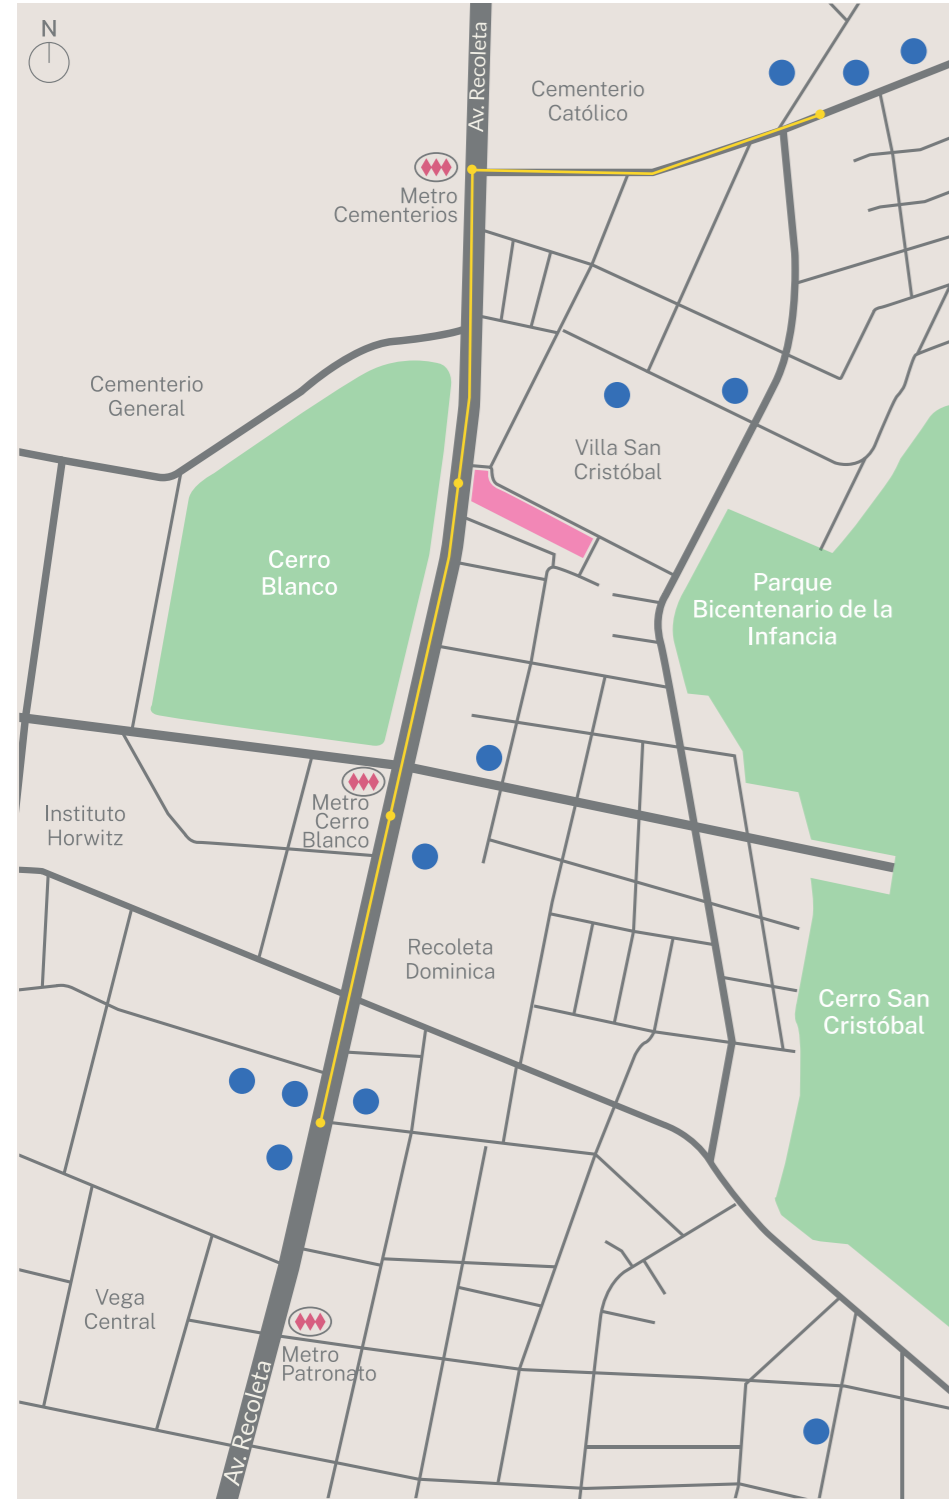 N
Av. Recoleta
Cementerio
Católico
Metro
Cementerios
Cementerio
General
Villa San
Cristóbal
Cerro
Blanco
Parque
Bicentenario de la
Infancia
Metro
Cerro
Blanco
Instituto
Horwitz
Recoleta
Dominica
Cerro San
Cristóbal
Vega
Central
Metro
Patronato
Av. Recoleta